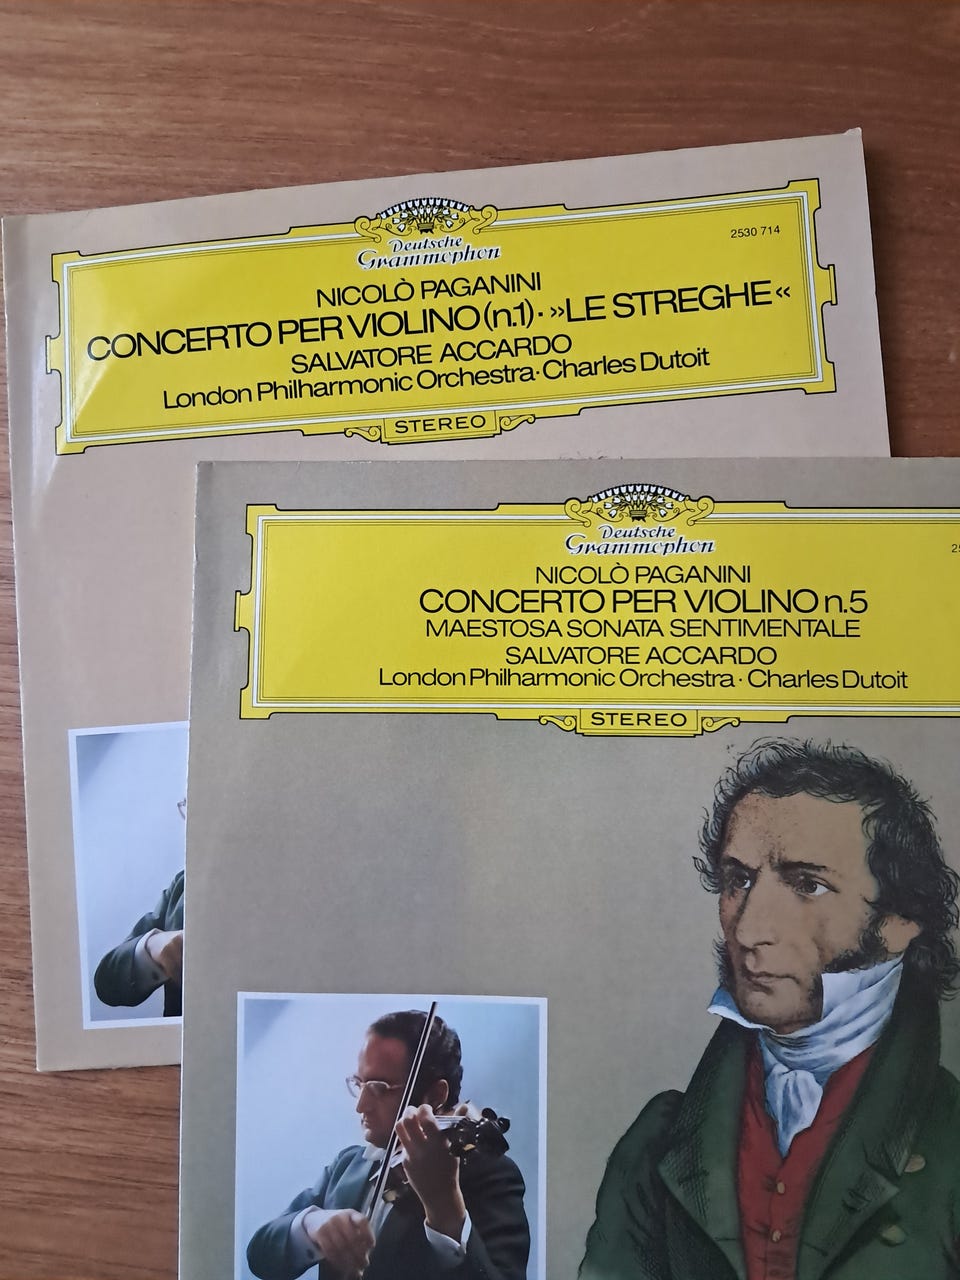 Deutsche
Grammophon
2530 714
NICOLÒ PAGANINI
CONCERTO PER VIOLINO (n.1) · »LE STREGHE«
SALVATORE ACCARDO
London Philharmonic Orchestra · Charles Dutoit
STEREO
Deutsche
Grammophon
NICOLÒ PAGANINI
CONCERTO PER VIOLINO n.5
MAESTOSA SONATA SENTIMENTALE
SALVATORE ACCARDO
London Philharmonic Orchestra · Charles Dutoit
STEREO